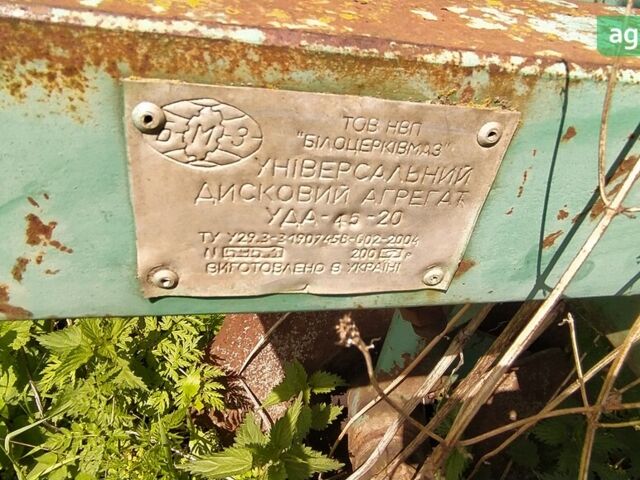 ag
БМЗ
ТОВ НВП
"БІЛОЦЕРКІВМАЗ"
УНІВЕРСАЛЬНИЙ
ДИСКОВИЙ АГРЕГАТ
УДА-4,5-20
ТУ У29.3-31907458-002-2004
N 200 р
ВИГОТОВЛЕНО В УКРАЇНІ